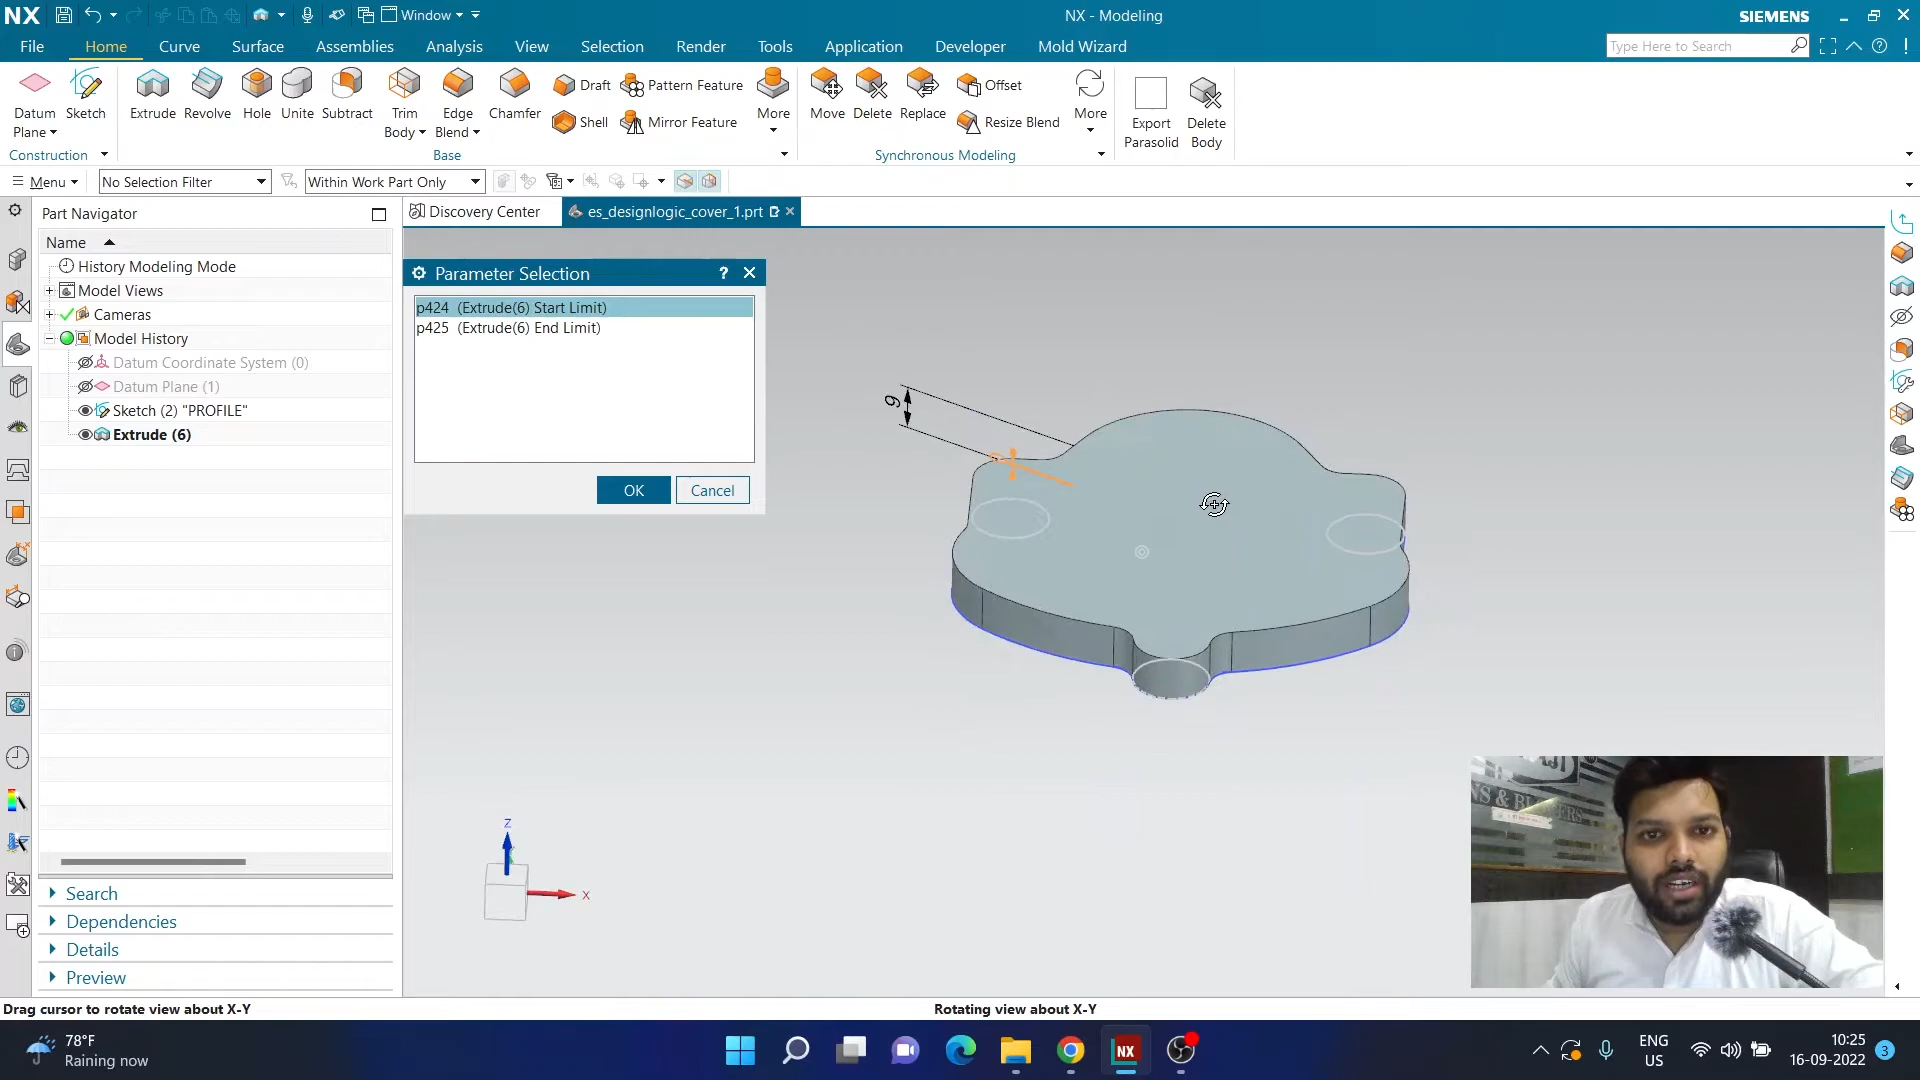 NX
Window
NX - Modeling
SIEMENS
File
Home
Curve
Surface
Assemblies
Analysis
View
Selection
Render
Tools
Application
Developer
Mold Wizard
Type Here to Search
Datum
Plane
Sketch
Extrude
Revolve
Hole
Unite
Subtract
Trim
Body
Edge
Blend
Chamfer
Draft
Shell
Pattern Feature
Mirror Feature
More
Move
Delete
Replace
Offset
Resize Blend
More
Export
Parasolid
Delete
Body
Construction
Base
Synchronous Modeling
Menu
No Selection Filter
Within Work Part Only
Part Navigator
Discovery Center
es_designlogic_cover_1.prt
Name
History Modeling Mode
Model Views
Cameras
Model History
Datum Coordinate System (0)
Datum Plane (1)
Sketch (2) "PROFILE"
Extrude (6)
Parameter Selection
?
p424 (Extrude(6) Start Limit)
p425 (Extrude(6) End Limit)
OK
Cancel
9
Z
X
Search
Dependencies
Details
Preview
Drag cursor to rotate view about X-Y
Rotating view about X-Y
78°F
Raining now
NX
ENG
US
10:25
16-09-2022
3